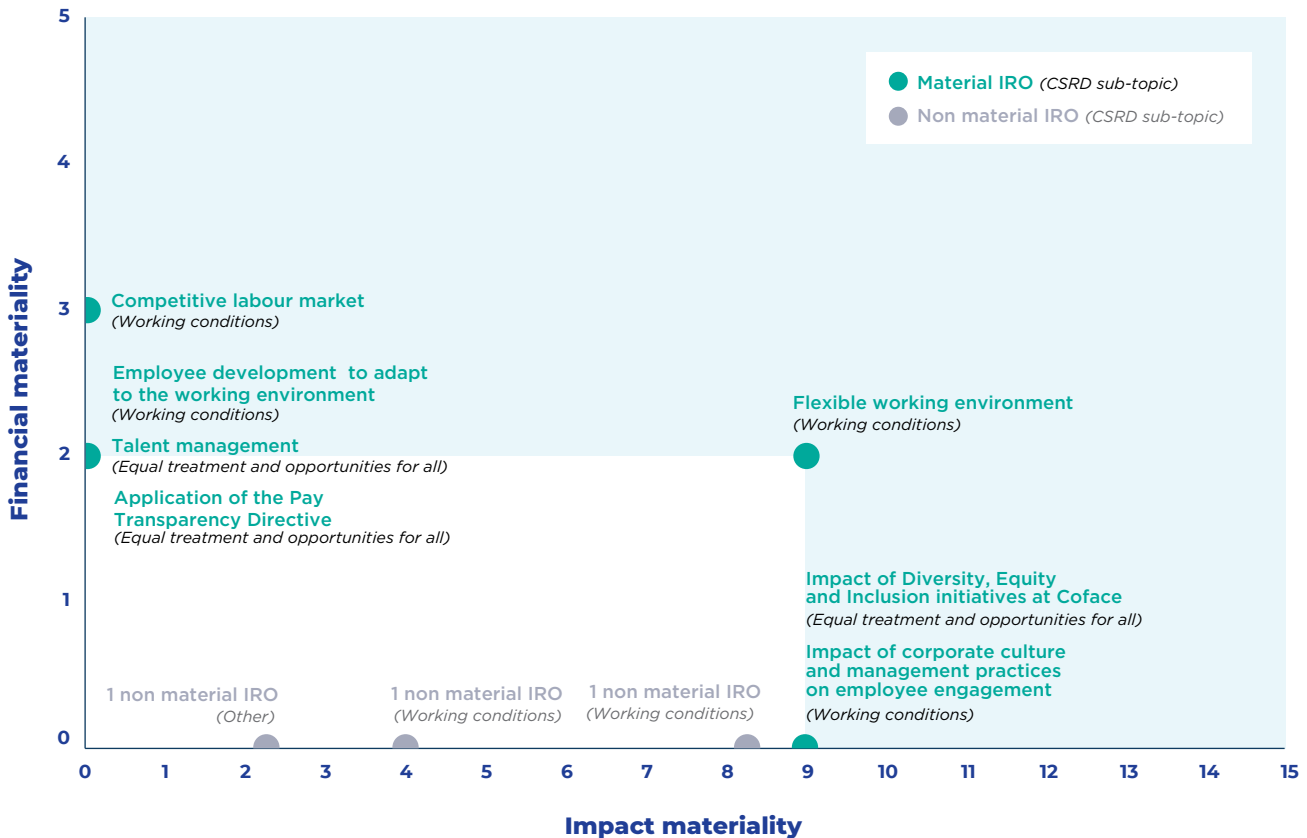 5
Material IRO (CSRD sub-topic)
Non material IRO (CSRD sub-topic)
4
Financial materiality
3
Competitive labour market
(Working conditions)
Employee development to adapt
to the working environment
(Working conditions)
Flexible working environment
(Working conditions)
2
Talent management
(Equal treatment and opportunities for all)
Application of the Pay
Transparency Directive
(Equal treatment and opportunities for all)
1
Impact of Diversity, Equity
and Inclusion initiatives at Coface
(Equal treatment and opportunities for all)
Impact of corporate culture
and management practices
on employee engagement
(Working conditions)
1 non material IRO
(Other)
1 non material IRO
(Working conditions)
1 non material IRO
(Working conditions)
0
0 1 2 3 4 5 6 7 8 9 10 11 12 13 14 15
Impact materiality